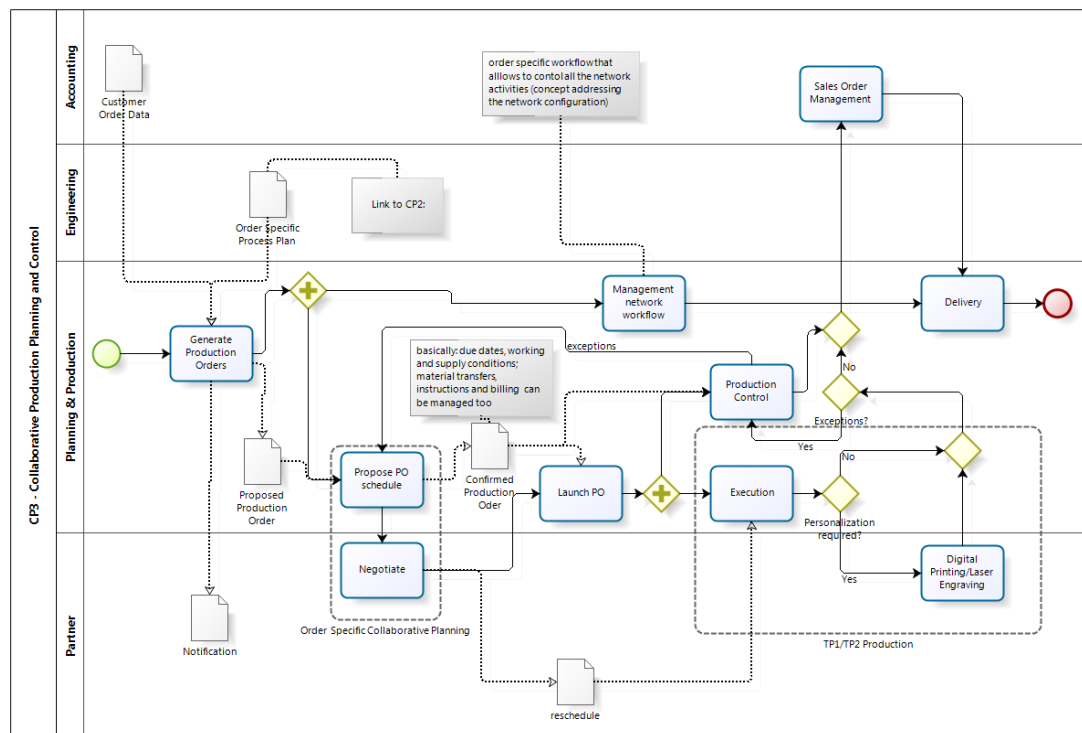 CP3 - Collaborative Production Planning and Control
Accounting
Customer
Order Data
order specific workflow that
allows to contol all the network
activities (concept addressing
the network configuration)
Sales Order
Management
Engineering
Order Specific
Process Plan
Link to CP2:
Planning & Production
Generate
Production
Orders
Management
network
workflow
Delivery
exceptions
basically: due dates, working
and supply conditions;
material transfers,
instructions and billing can
be managed too
Production
Control
No
Exceptions?
Yes
Proposed
Production
Order
Propose PO
schedule
Confirmed
Production
Oder
Launch PO
Execution
No
Personalization
required?
Yes
Partner
Negotiate
Digital
Printing/Laser
Engraving
Order Specific Collaborative Planning
TP1/TP2 Production
Notification
reschedule